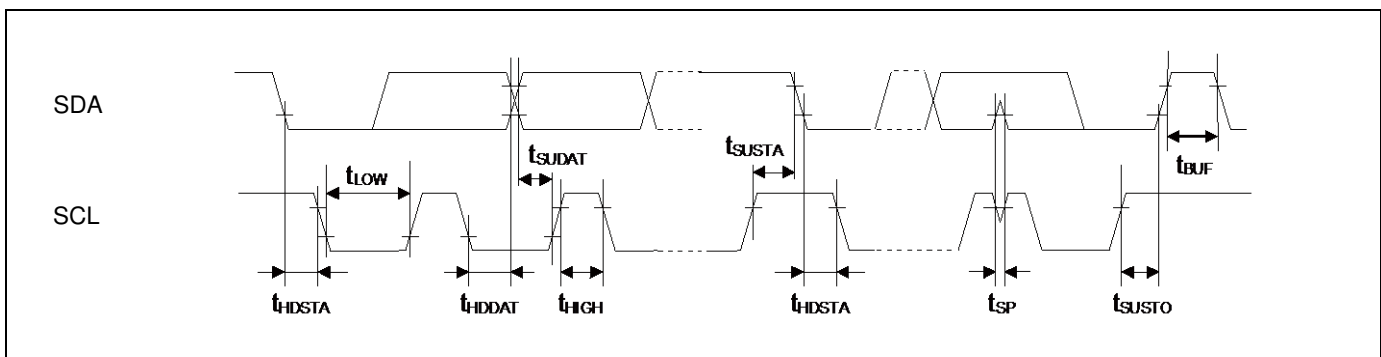 SDA
tSUDAT
tSUSTA
tBUF
tLOW
SCL
tHDSTA
tHDDAT
tHIGH
tHDSTA
tSP
tSUSTO